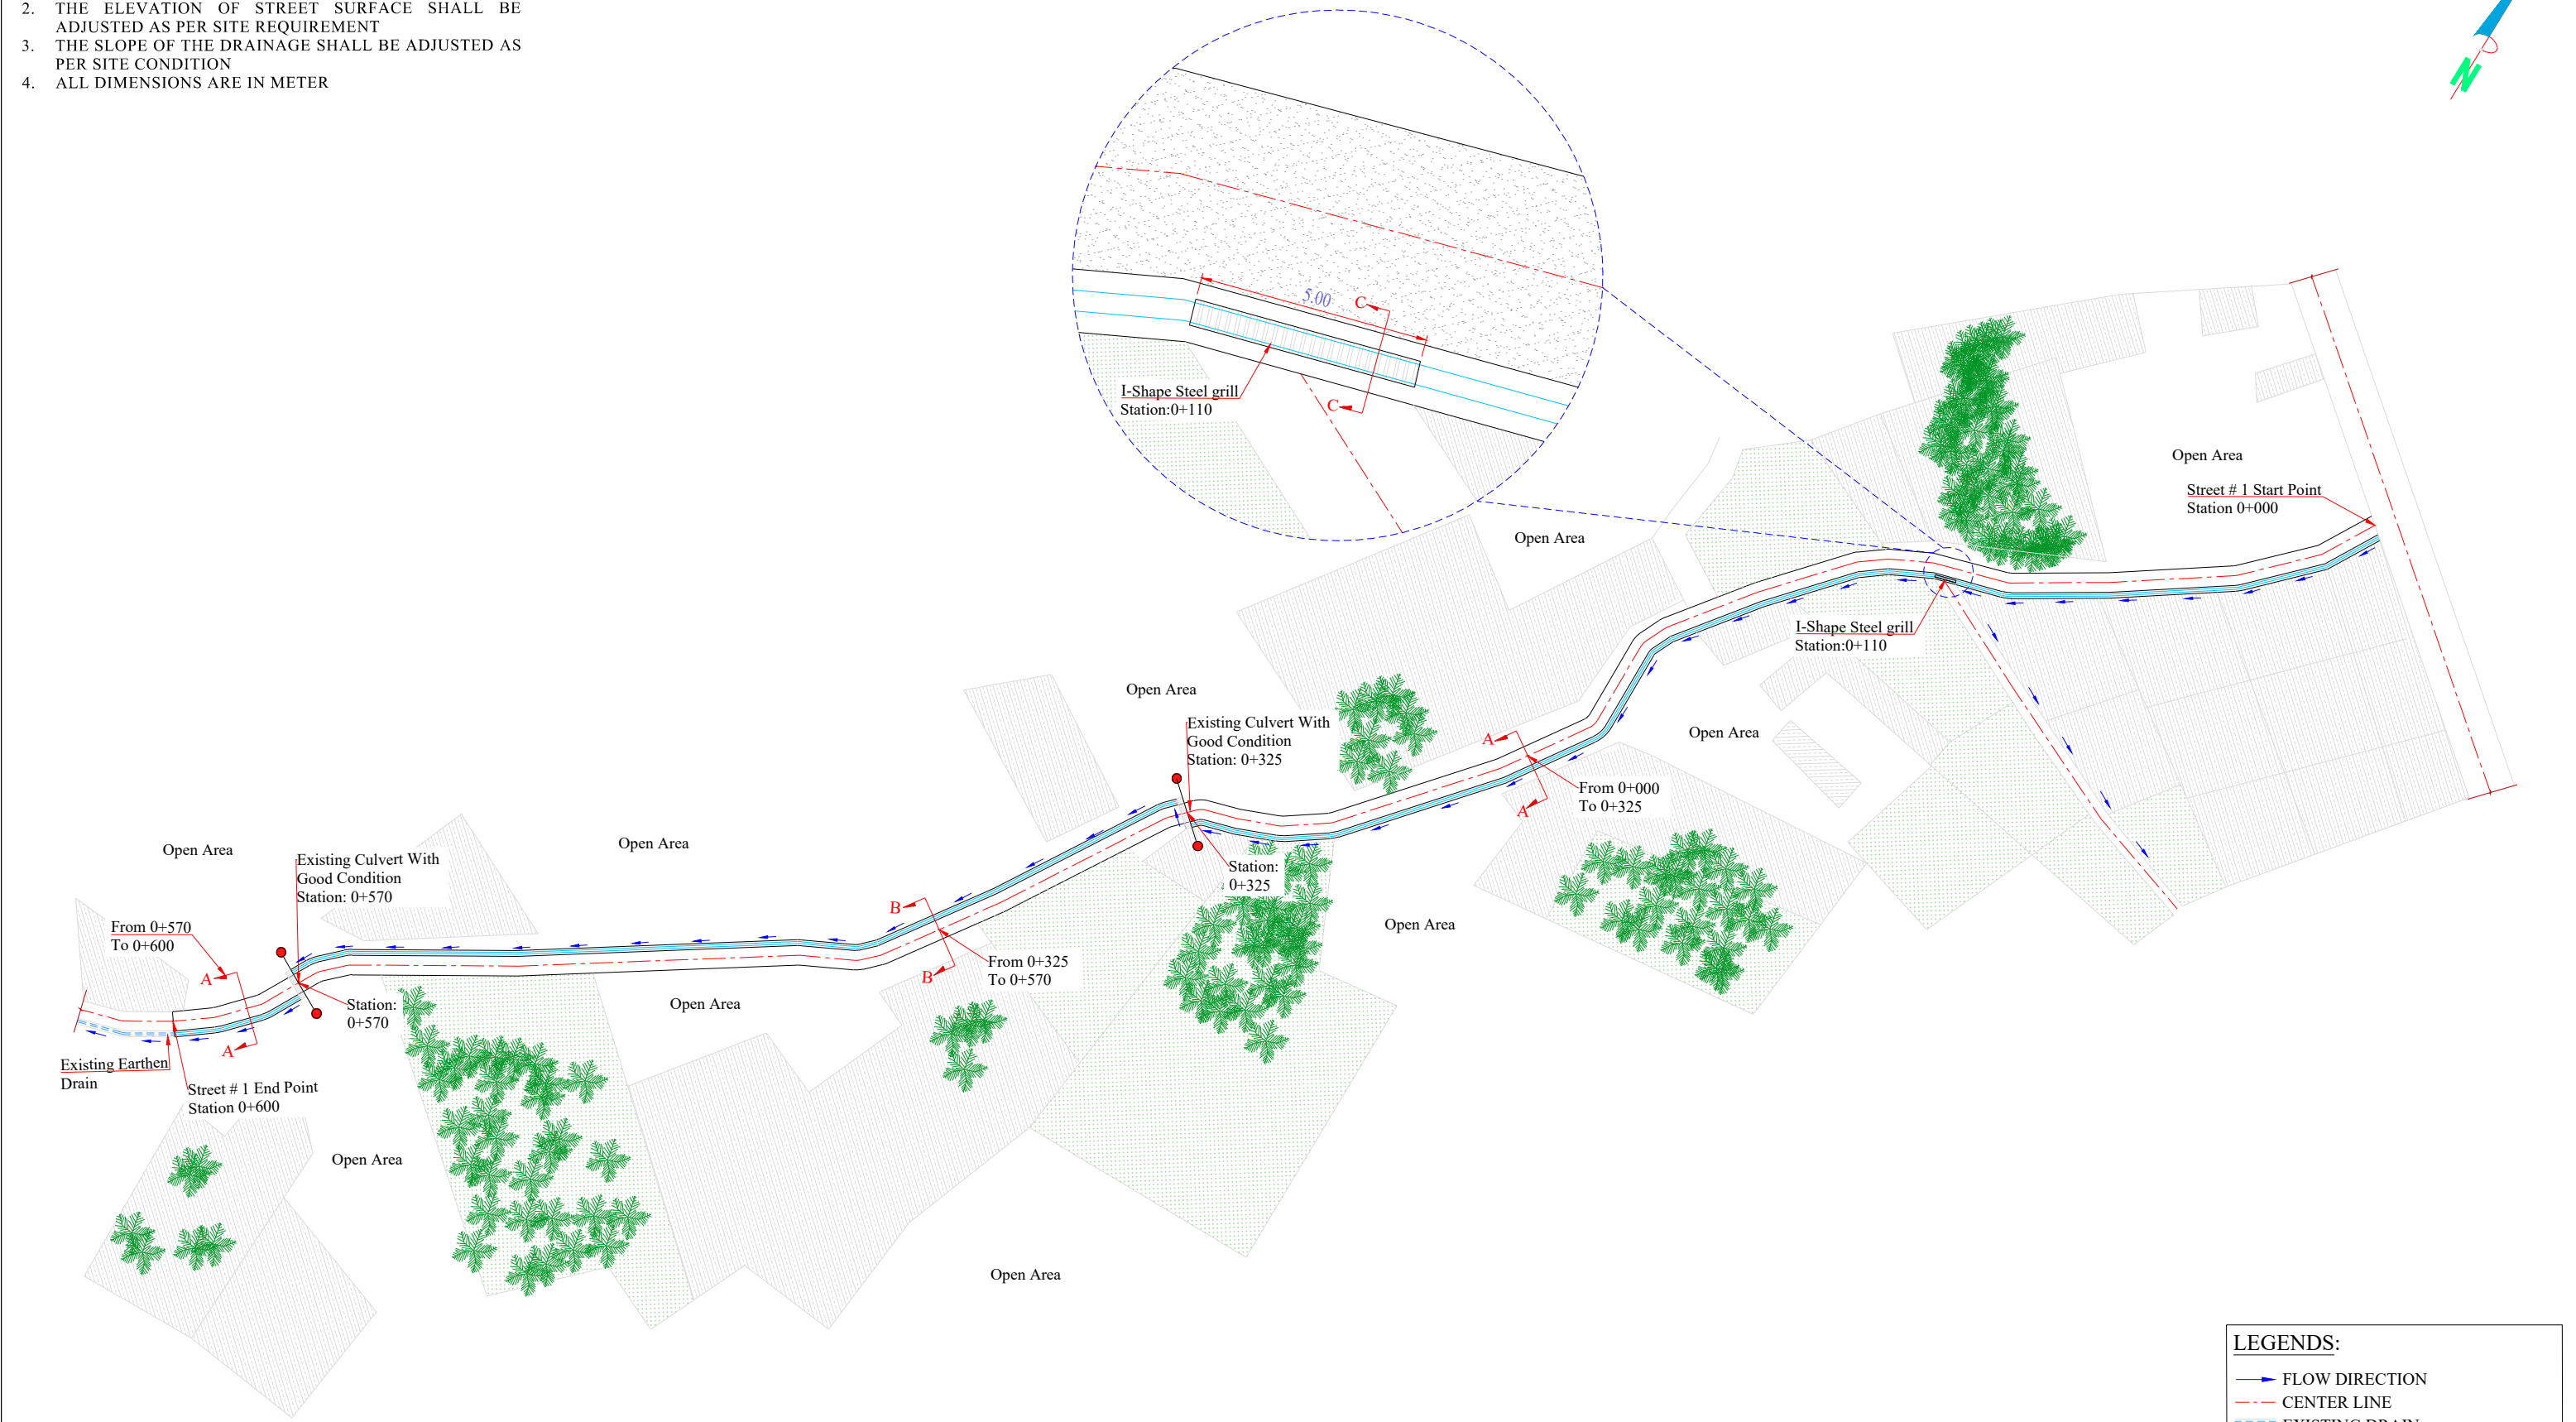 2. THE ELEVATION OF STREET SURFACE SHALL BE
ADJUSTED AS PER SITE REQUIREMENT
3. THE SLOPE OF THE DRAINAGE SHALL BE ADJUSTED AS
PER SITE CONDITION
4. ALL DIMENSIONS ARE IN METER
N
5.00
C
C
I-Shape Steel grill
Station:0+110
Open Area
Street # 1 Start Point
Station 0+000
Open Area
I-Shape Steel grill
Station:0+110
Open Area
Existing Culvert With
Good Condition
Station: 0+325
Open Area
A
A
From 0+000
To 0+325
Station:
0+325
Open Area
Open Area
Open Area
Existing Culvert With
Good Condition
Station: 0+570
B
B
From 0+325
To 0+570
From 0+570
To 0+600
A
A
Station:
0+570
Open Area
Existing Earthen
Drain
Street # 1 End Point
Station 0+600
Open Area
Open Area
LEGENDS:
FLOW DIRECTION
CENTER LINE
EXISTING DRAIN